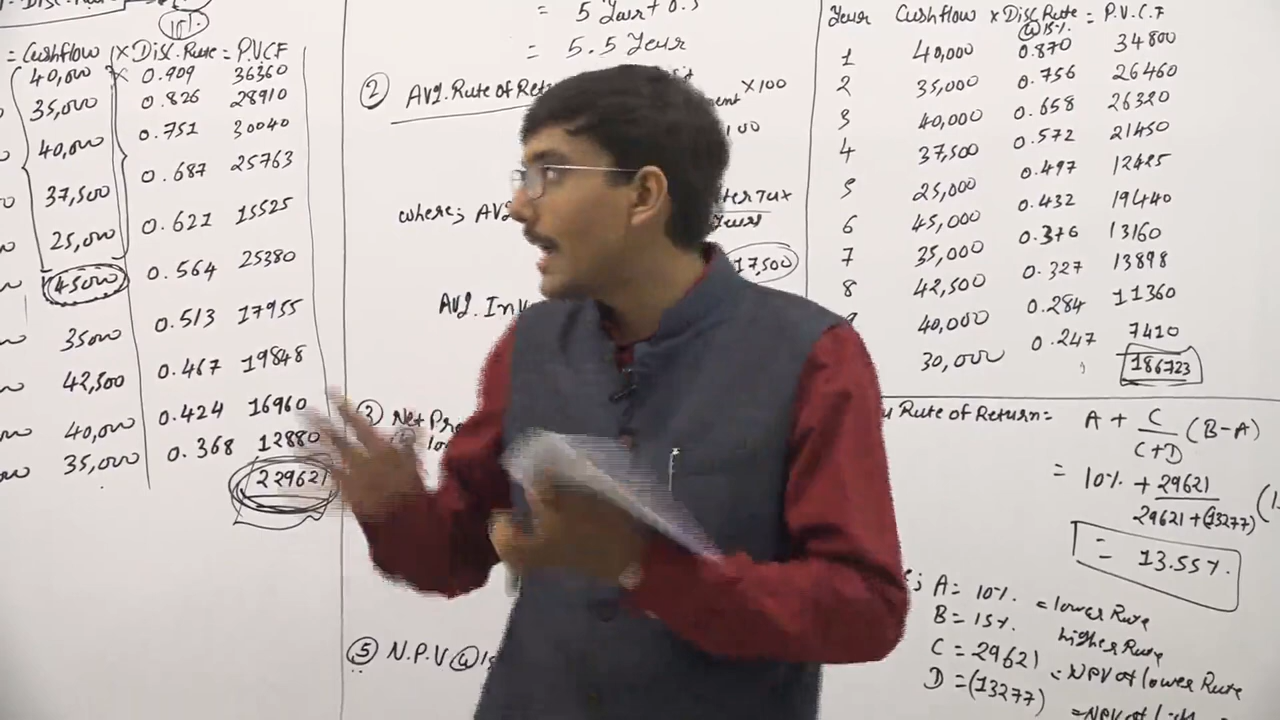 10%
= Cashflow × Disc. Rate = P.V.CF
40,000 × 0.909 36360
35,000 0.826 28910
40,000 0.751 30040
37,500 0.687 25763
25,000 0.621 15525
45000 0.564 25380
35000 0.513 17955
42,500 0.467 19848
40,000 0.424 16960
35,000 0.368 12880
229621
= 5 Year + 0.5
= 5.5 Year
② AVg. Rate of Retu
×100
where; AVg
17,500
AVg. Inv
③ Net Pre
⑤ N.P.V @ 15
Year Cashflow × Disc Rate = P.V.C.F
@ 15%
1 40,000 0.870 34800
2 35,000 0.756 26460
3 40,000 0.658 26320
4 37,500 0.572 21450
5 25,000 0.497 12425
6 45,000 0.432 19440
7 35,000 0.376 13160
8 42,500 0.327 13898
40,000 0.284 11360
30,000 0.247 7410
186723
Rate of Return = A + C/C+D (B-A)
= 10% + 29621/29621+(13277) (1
= 13.55%
; A = 10% = lower Rate
B = 15% higher Rate
C = 29621 = NPV of lower Rate
D = (13277)